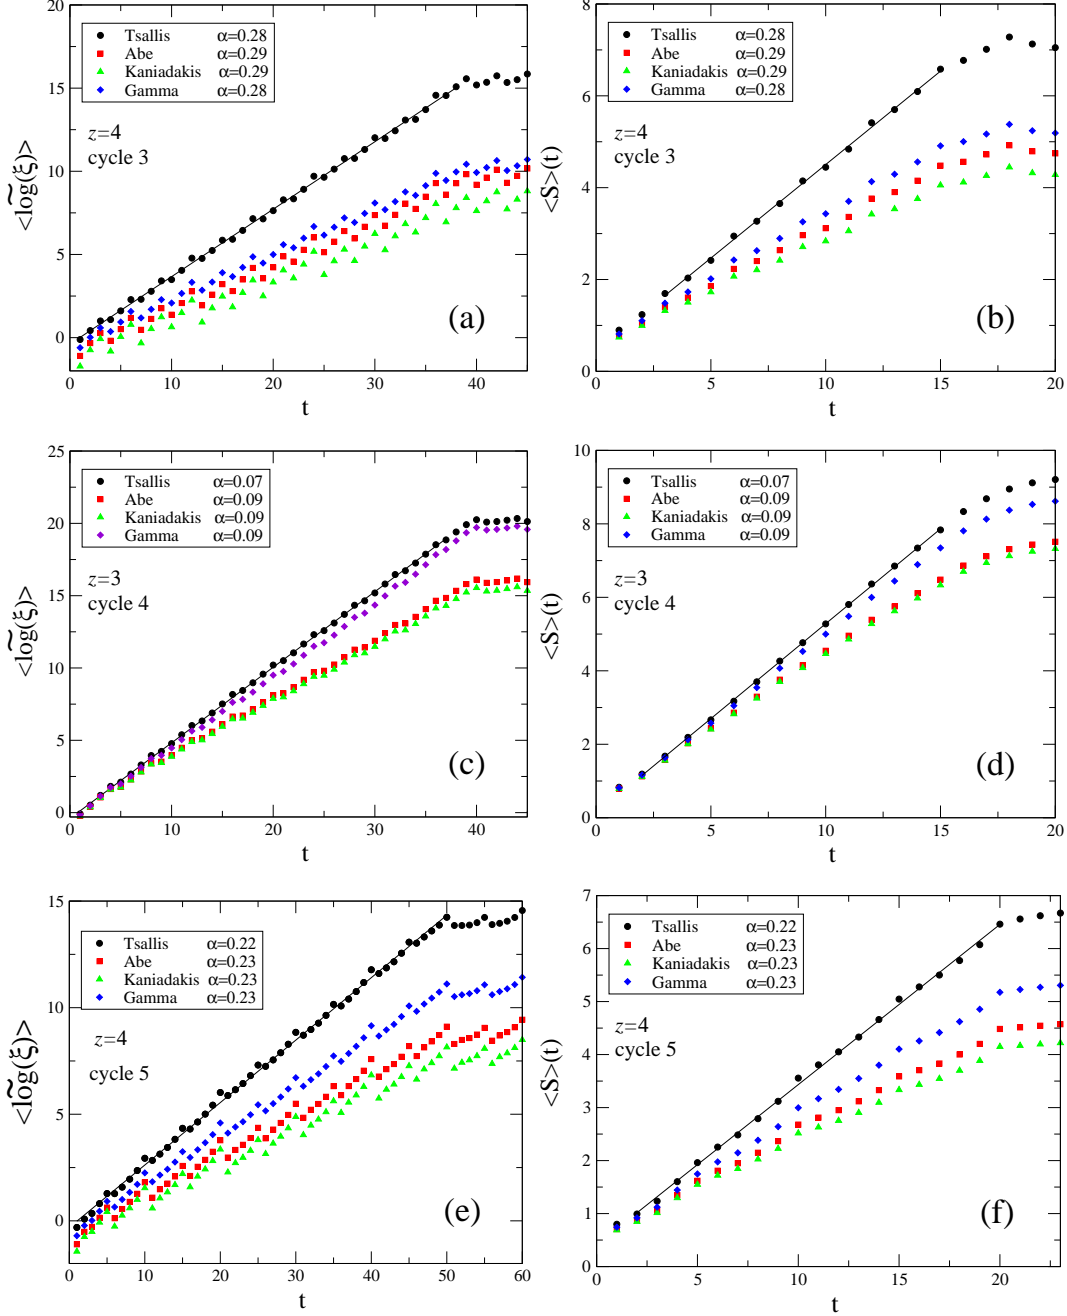 20
15
10
5
0
<log(ξ)>
Tsallis α=0.28
Abe α=0.29
Kaniadakis α=0.29
Gamma α=0.28
z=4
cycle 3
(a)
0 10 20 30 40
t
8
6
4
2
0
<S>(t)
Tsallis α=0.28
Abe α=0.29
Kaniadakis α=0.29
Gamma α=0.28
z=4
cycle 3
(b)
0 5 10 15 20
t
25
20
15
10
5
0
<log(ξ)>
Tsallis α=0.07
Abe α=0.09
Kaniadakis α=0.09
Gamma α=0.09
z=3
cycle 4
(c)
0 10 20 30 40
t
10
8
6
4
2
0
<S>(t)
Tsallis α=0.07
Abe α=0.09
Kaniadakis α=0.09
Gamma α=0.09
z=3
cycle 4
(d)
0 5 10 15 20
t
15
10
5
0
<log(ξ)>
Tsallis α=0.22
Abe α=0.23
Kaniadakis α=0.23
Gamma α=0.23
z=4
cycle 5
(e)
0 10 20 30 40 50 60
t
7
6
5
4
3
2
1
0
<S>(t)
Tsallis α=0.22
Abe α=0.23
Kaniadakis α=0.23
Gamma α=0.23
z=4
cycle 5
(f)
0 5 10 15 20
t